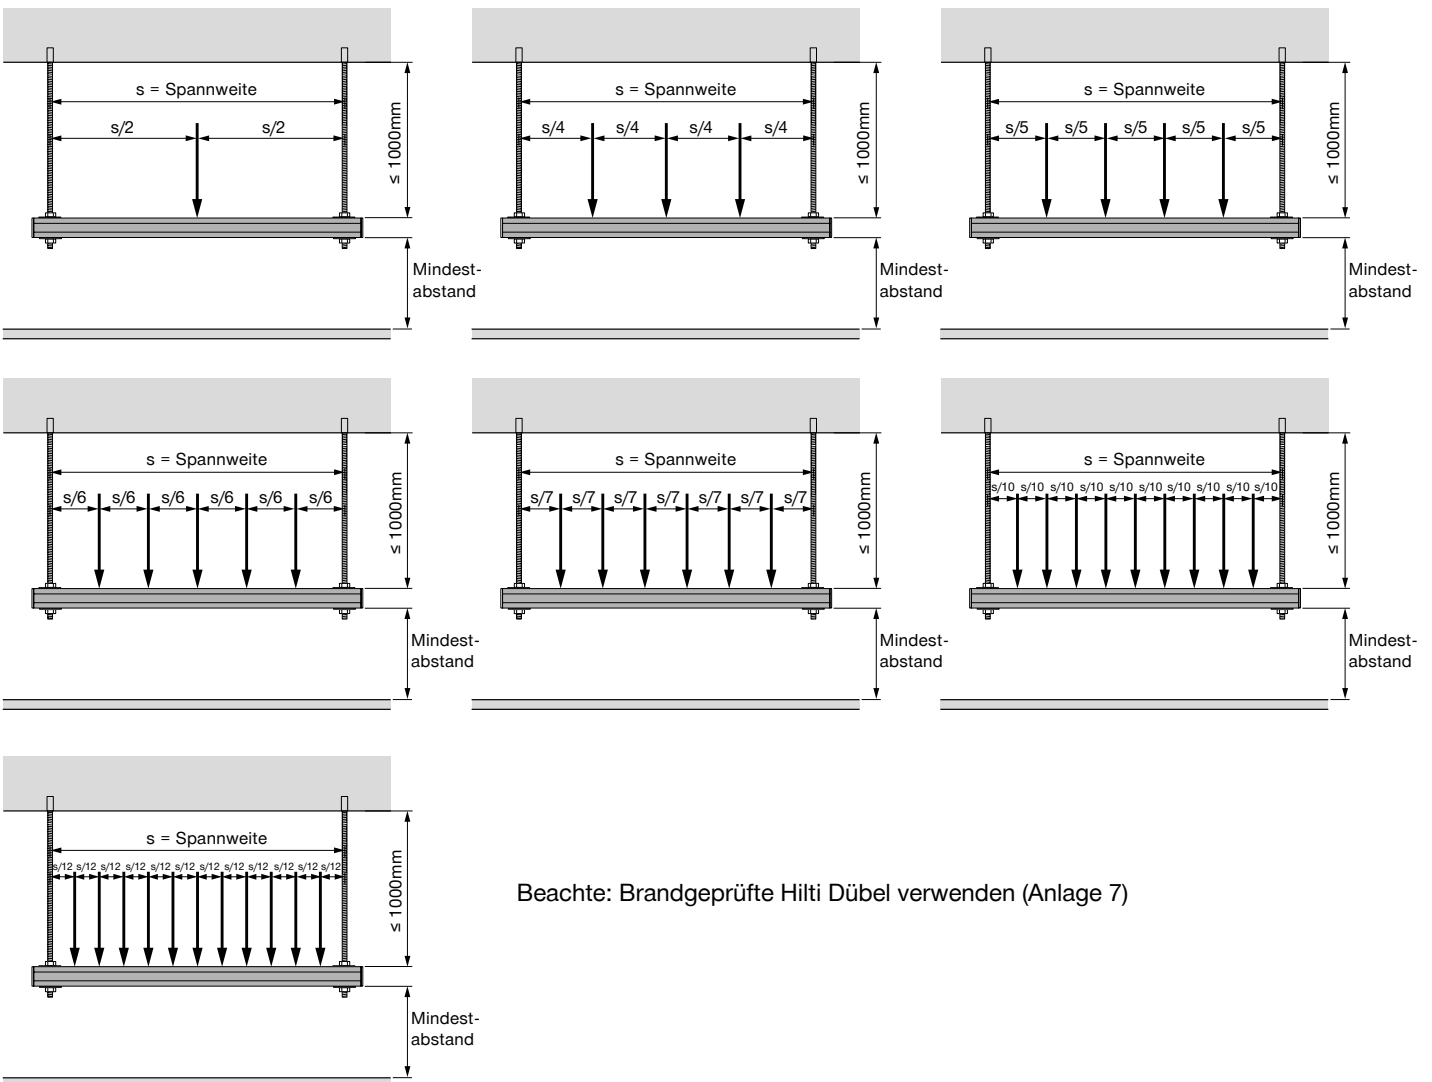 s = Spannweite
s/2 s/2
≤ 1000mm
Mindest-
abstand
s = Spannweite
s/4 s/4 s/4 s/4
≤ 1000mm
Mindest-
abstand
s = Spannweite
s/5 s/5 s/5 s/5 s/5
≤ 1000mm
Mindest-
abstand
s = Spannweite
s/6 s/6 s/6 s/6 s/6 s/6
≤ 1000mm
Mindest-
abstand
s = Spannweite
s/7 s/7 s/7 s/7 s/7 s/7 s/7
≤ 1000mm
Mindest-
abstand
s = Spannweite
s/10 s/10 s/10 s/10 s/10 s/10 s/10 s/10 s/10 s/10
≤ 1000mm
Mindest-
abstand
s = Spannweite
s/12 s/12 s/12 s/12 s/12 s/12 s/12 s/12 s/12 s/12 s/12 s/12
≤ 1000mm
Mindest-
abstand
Beachte: Brandgeprüfte Hilti Dübel verwenden (Anlage 7)